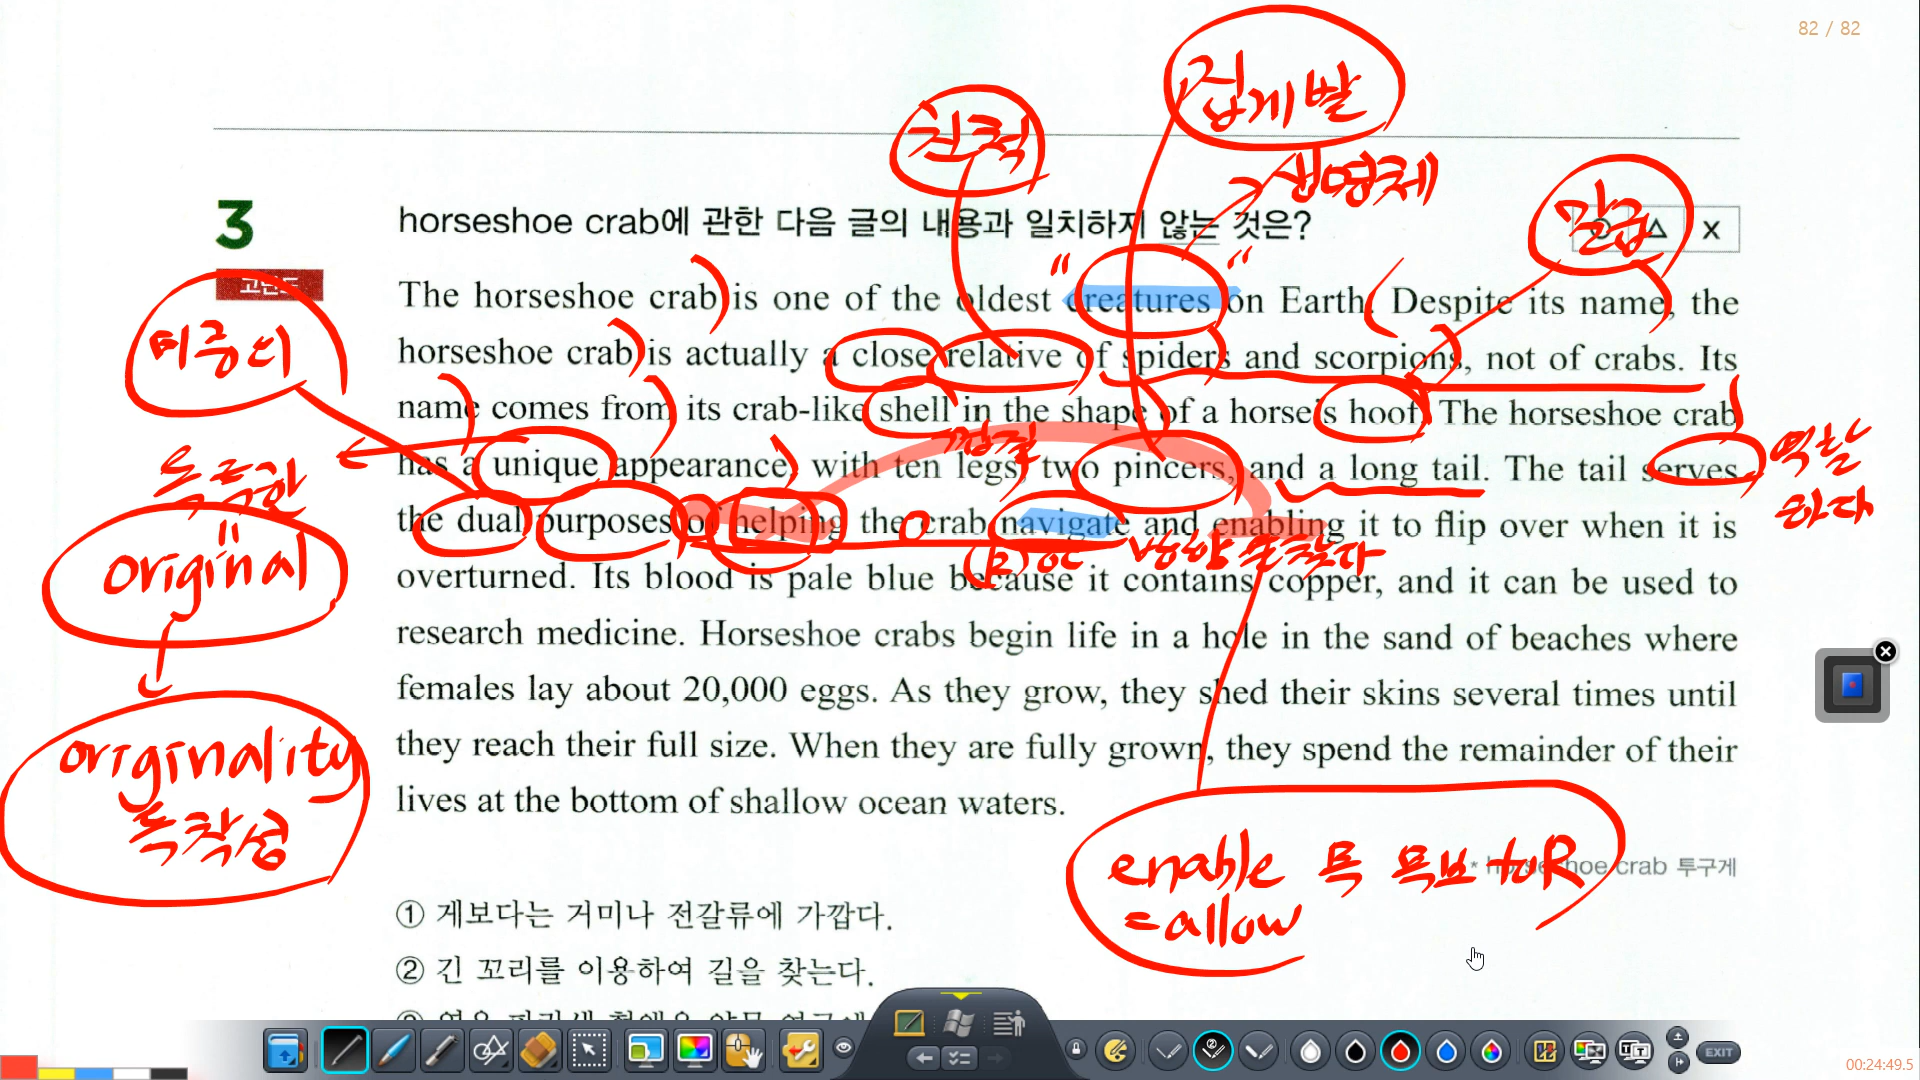 82 / 82
집게발
친척
생명체
말굽
3
horseshoe crab에 관한 다음 글의 내용과 일치하지 않는 것은?
△ X
고난도
이중의
The horseshoe crab is one of the oldest creatures on Earth. Despite its name, the
horseshoe crab is actually a close relative of spiders and scorpions, not of crabs. Its
name comes from its crab-like shell in the shape of a horse's hoof. The horseshoe crab
껍질
has a unique appearance, with ten legs, two pincers, and a long tail. The tail serves
역할
하다
독특한
=
the dual purposes of helping the crab navigate and enabling it to flip over when it is
방향
original
overturned. Its blood is pale blue because it contains copper, and it can be used to
research medicine. Horseshoe crabs begin life in a hole in the sand of beaches where
females lay about 20,000 eggs. As they grow, they shed their skins several times until
they reach their full size. When they are fully grown, they spend the remainder of their
lives at the bottom of shallow ocean waters.
originality
독창성
* horseshoe crab 투구게
enable 목 목보 toR
= allow
① 게보다는 거미나 전갈류에 가깝다.
② 긴 꼬리를 이용하여 길을 찾는다.
EXIT
00:24:49.5